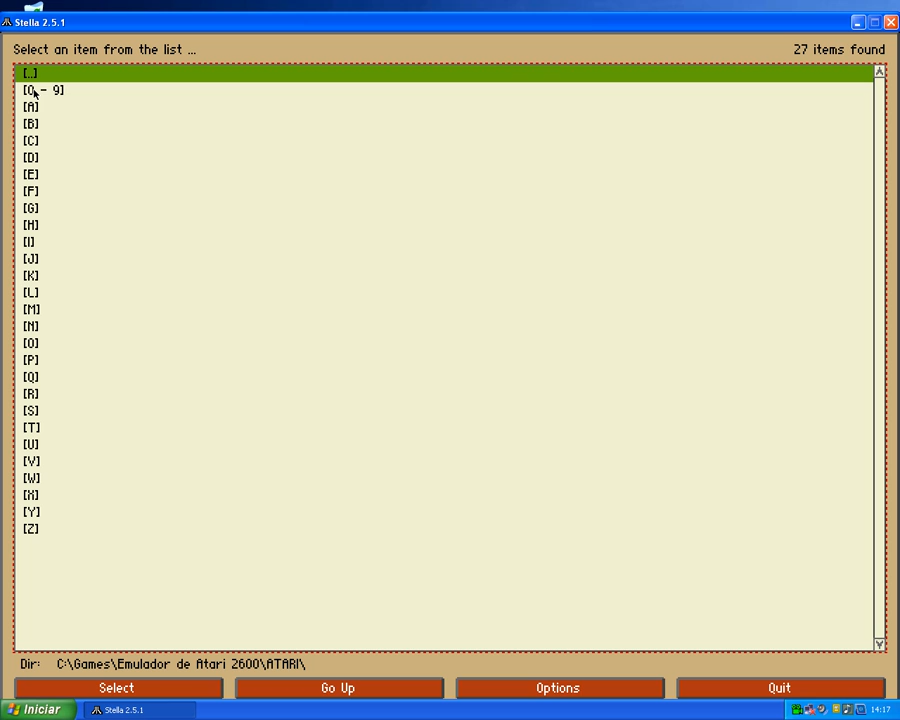 Stella 2.5.1
Select an item from the list ... 27 items found
[..]
[0 - 9]
[A]
[B]
[C]
[D]
[E]
[F]
[G]
[H]
[I]
[J]
[K]
[L]
[M]
[N]
[O]
[P]
[Q]
[R]
[S]
[T]
[U]
[V]
[W]
[X]
[Y]
[Z]
Dir: C:\Games\Emulador de Atari 2600\ATARI\
Select Go Up Options Quit
Iniciar Stella 2.5.1 14:17